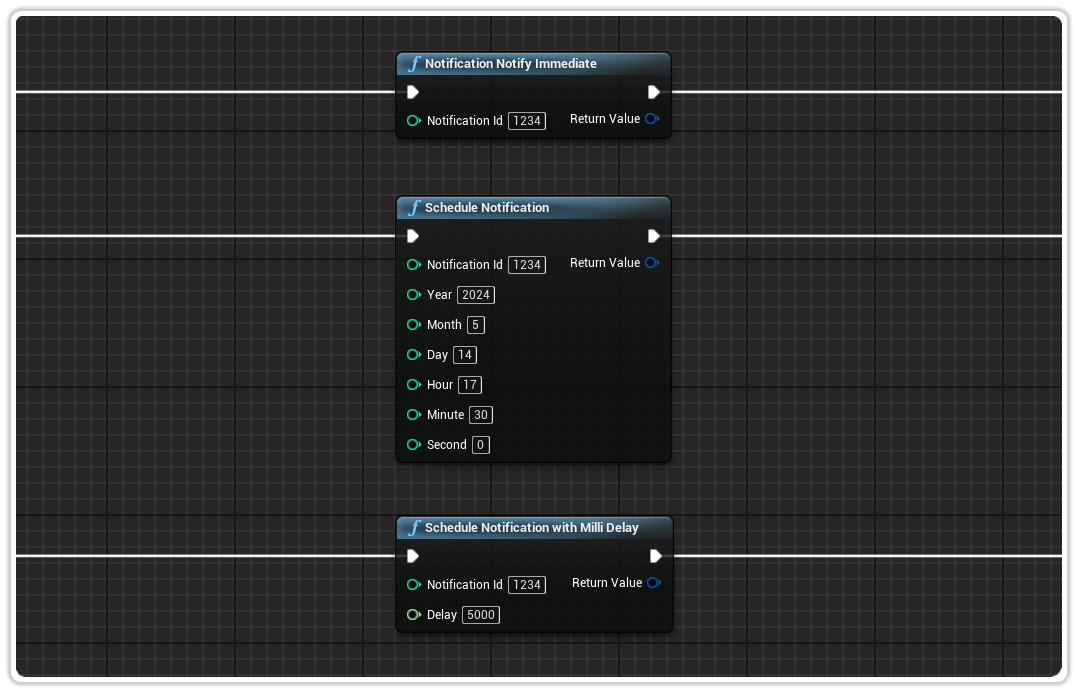 f Notification Notify Immediate
Notification Id 1234 Return Value
f Schedule Notification
Notification Id 1234 Return Value
Year 2024
Month 5
Day 14
Hour 17
Minute 30
Second 0
f Schedule Notification with Milli Delay
Notification Id 1234 Return Value
Delay 5000